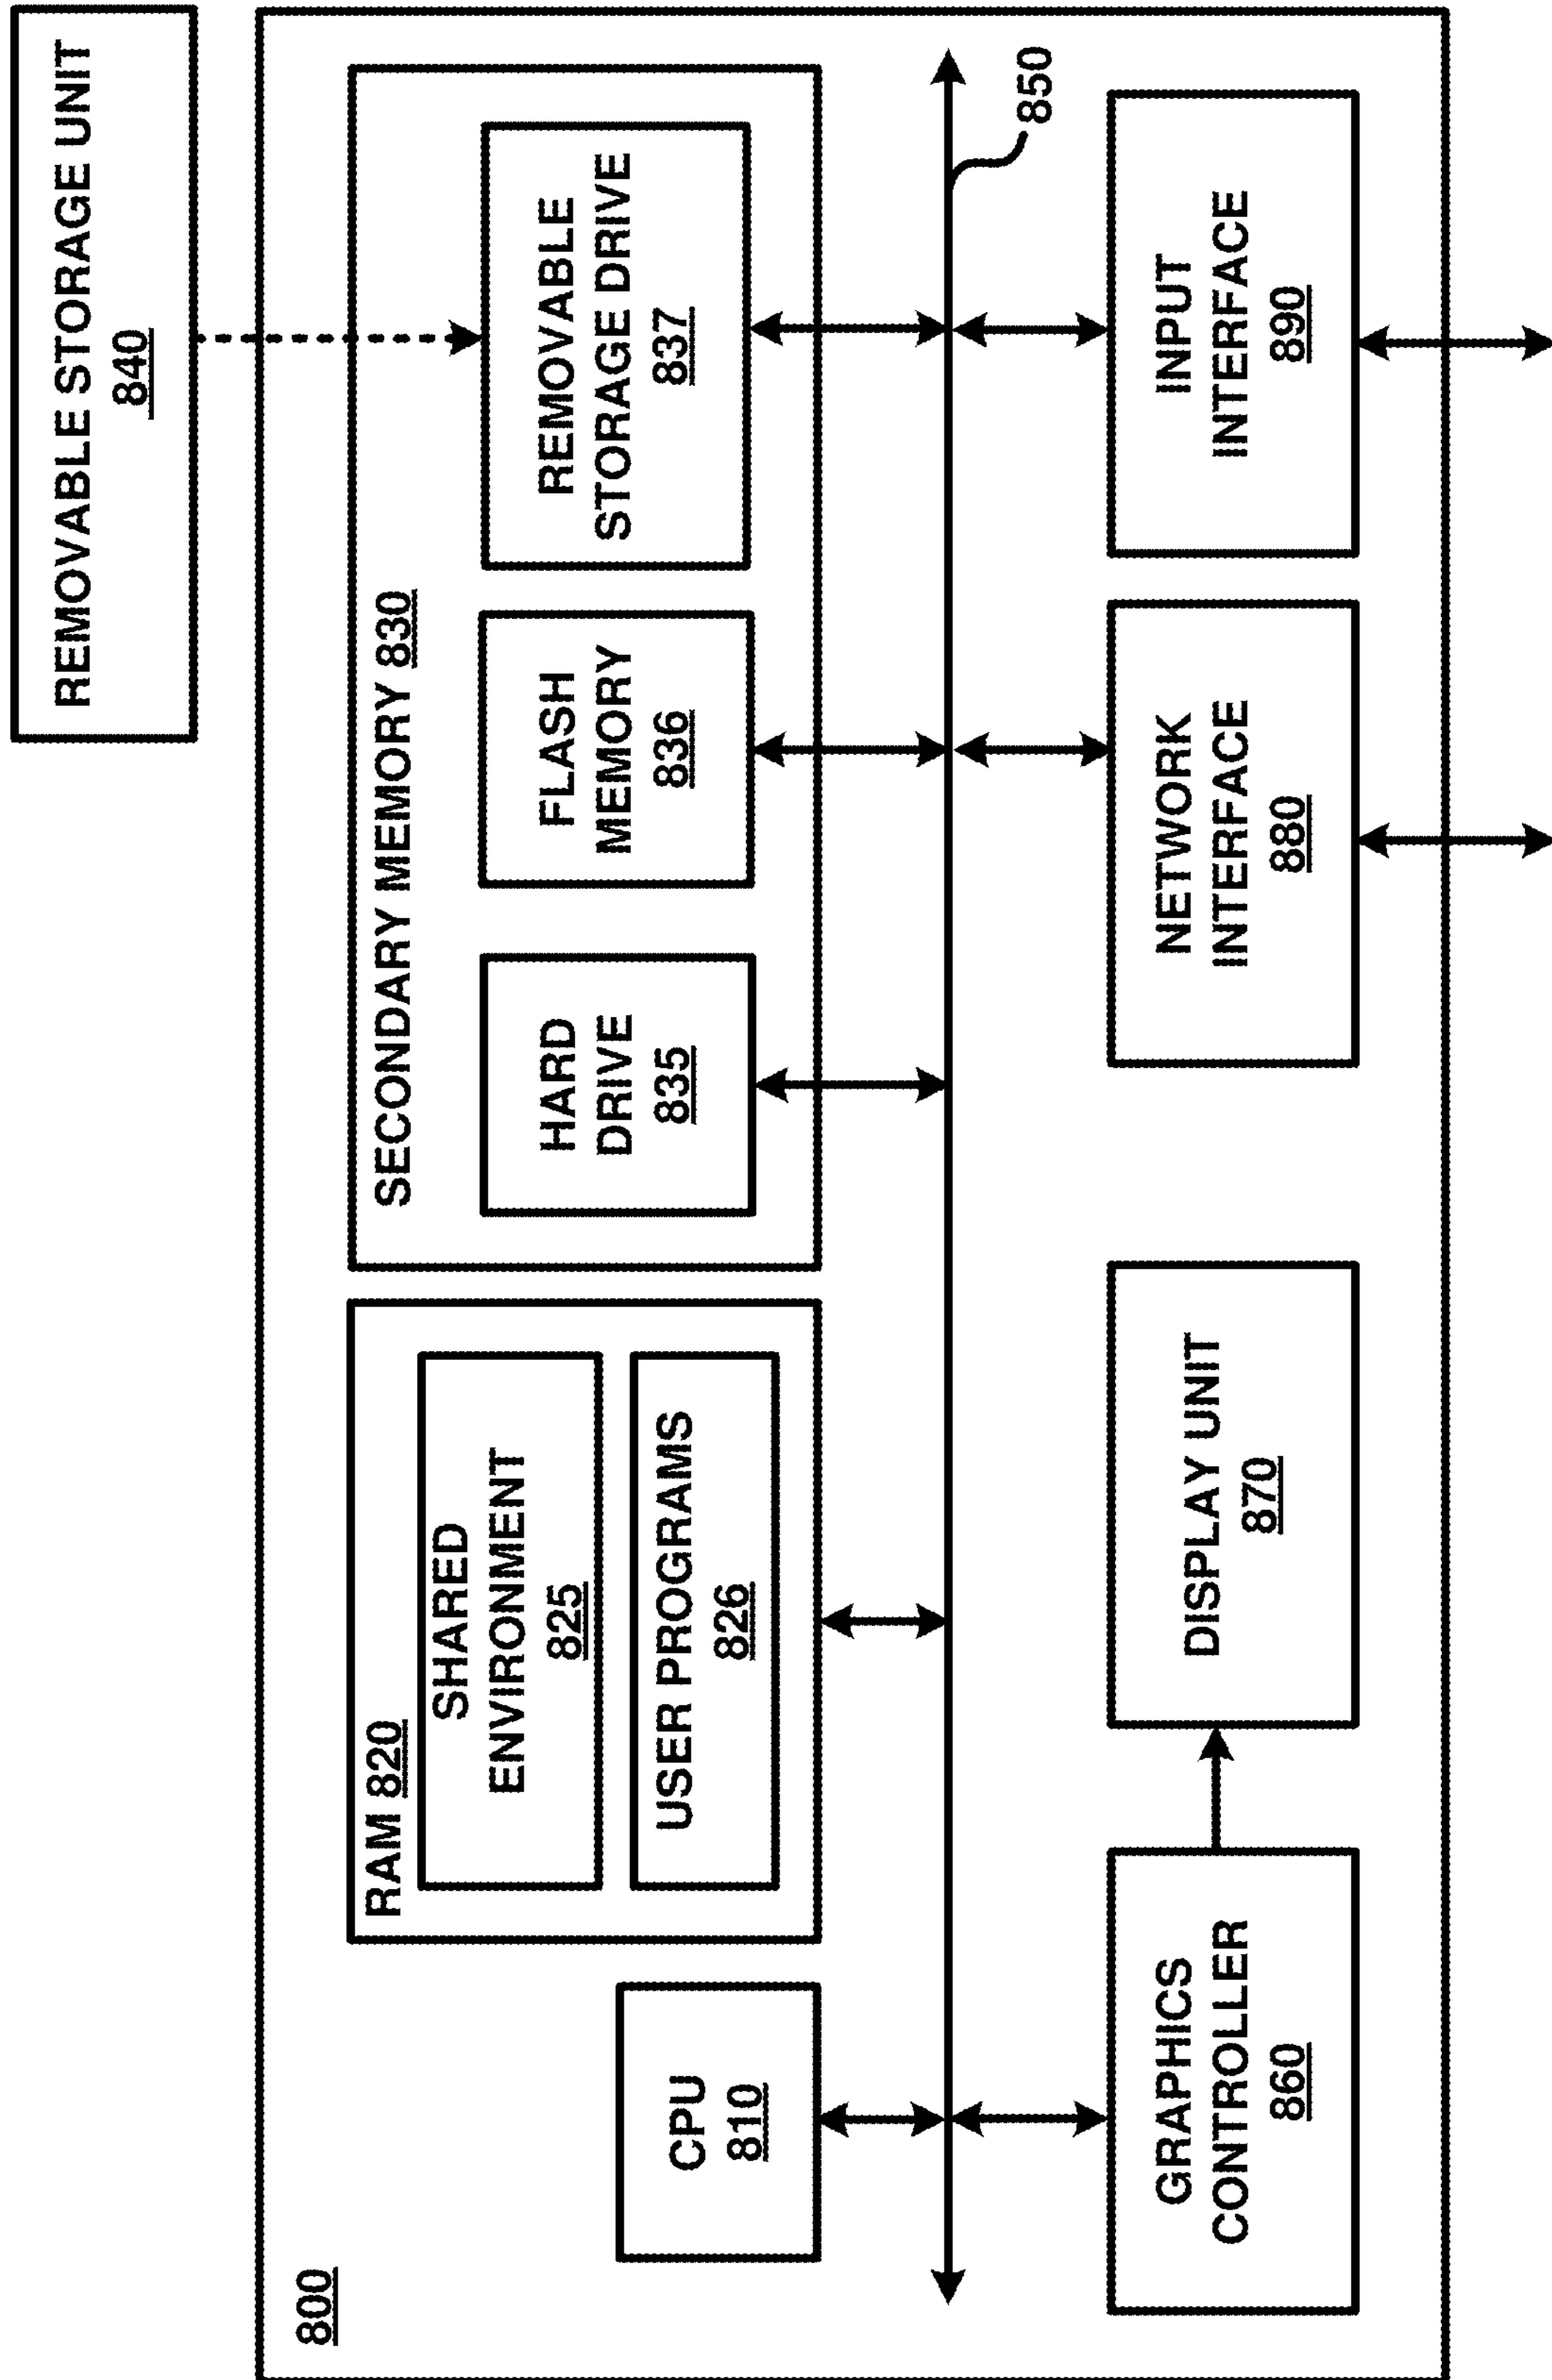 REMOVABLE STORAGE UNIT
840
800
CPU
810
RAM 820
SHARED
ENVIRONMENT
825
USER PROGRAMS
826
SECONDARY MEMORY 830
HARD
DRIVE
835
FLASH
MEMORY
836
REMOVABLE
STORAGE DRIVE
837
850
GRAPHICS
CONTROLLER
860
DISPLAY UNIT
870
NETWORK
INTERFACE
880
INPUT
INTERFACE
890